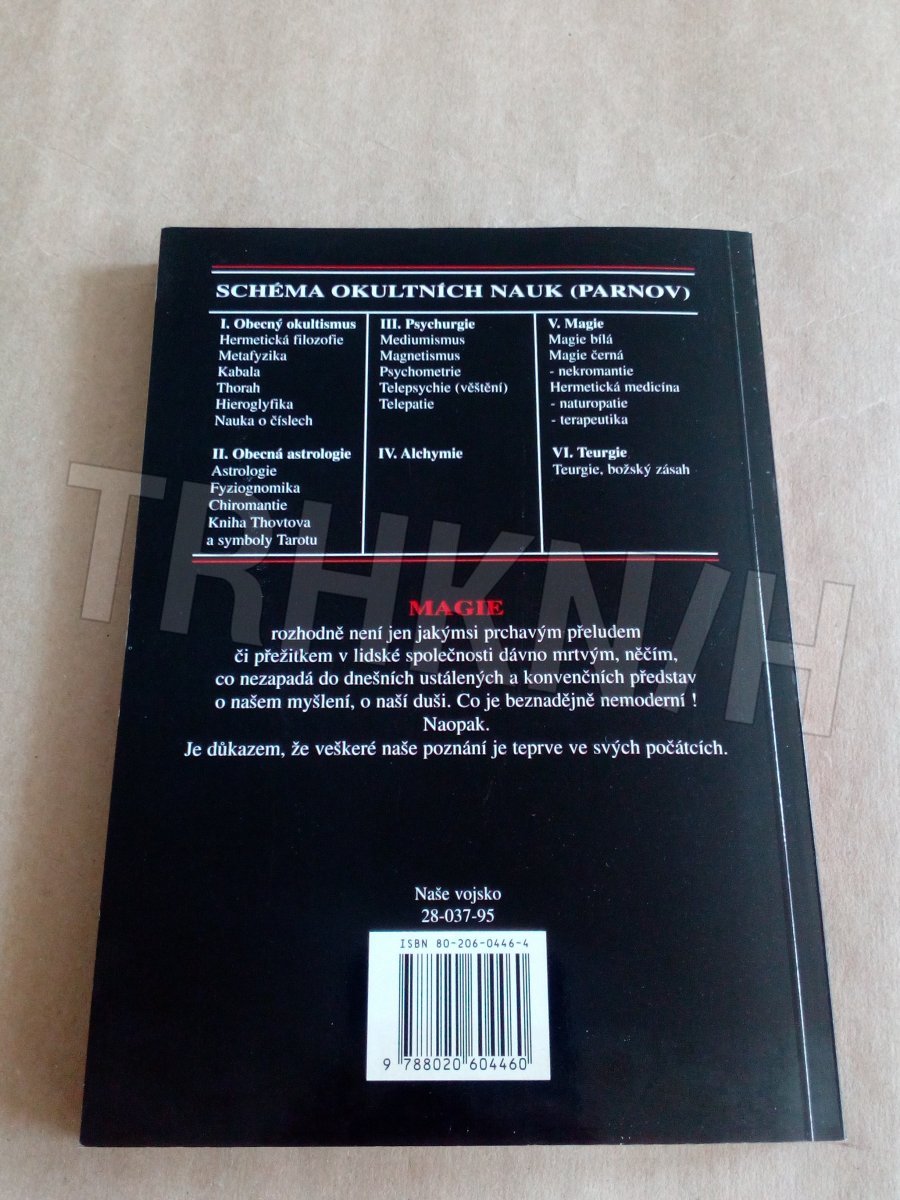 SCHÉMA OKULTNÍCH NAUK (PARNOV)
I. Obecný okultismus
Hermetická filozofie
Metafyzika
Kabala
Thorah
Hieroglyfika
Nauka o číslech
II. Obecná astrologie
Astrologie
Fyziognomika
Chiromantie
Kniha Thovtova
a symboly Tarotu
III. Psychurgie
Mediumismus
Magnetismus
Psychometrie
Telepsychie (věštění)
Telepatie
IV. Alchymie
V. Magie
Magie bílá
Magie černá
- nekromantie
Hermetická medicína
- naturopatie
- terapeutika
VI. Teurgie
Teurgie, božský zásah
MAGIE
rozhodně není jen jakýmsi prchavým přeludem
či přežitkem v lidské společnosti dávno mrtvým, něčím,
co nezapadá do dnešních ustálených a konvenčních představ
o našem myšlení, o naší duši. Co je beznadějně nemoderní !
Naopak.
Je důkazem, že veškeré naše poznání je teprve ve svých počátcích.
Naše vojsko
28-037-95
ISBN 80-206-0446-4
9 788020 604460
TRHKNIH